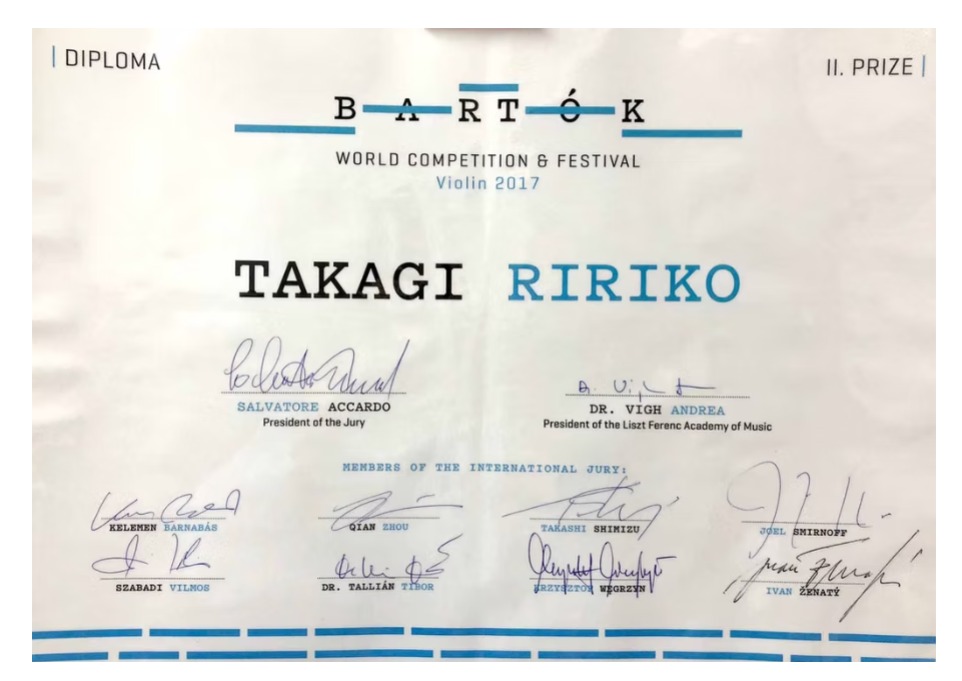 DIPLOMA
II. PRIZE
BARTÓK
WORLD COMPETITION & FESTIVAL
Violin 2017
TAKAGI RIRIKO
SALVATORE ACCARDO
President of the Jury
DR. VIGH ANDREA
President of the Liszt Ferenc Academy of Music
MEMBERS OF THE INTERNATIONAL JURY:
KELEMEN BARNABÁS
QIAN ZHOU
TAKASHI SHIMIZU
JOEL SMIRNOFF
SZABADI VILMOS
DR. TALLIÁN TIBOR
KRZYSZTOF WĘGRZYN
IVAN ŽENATÝ